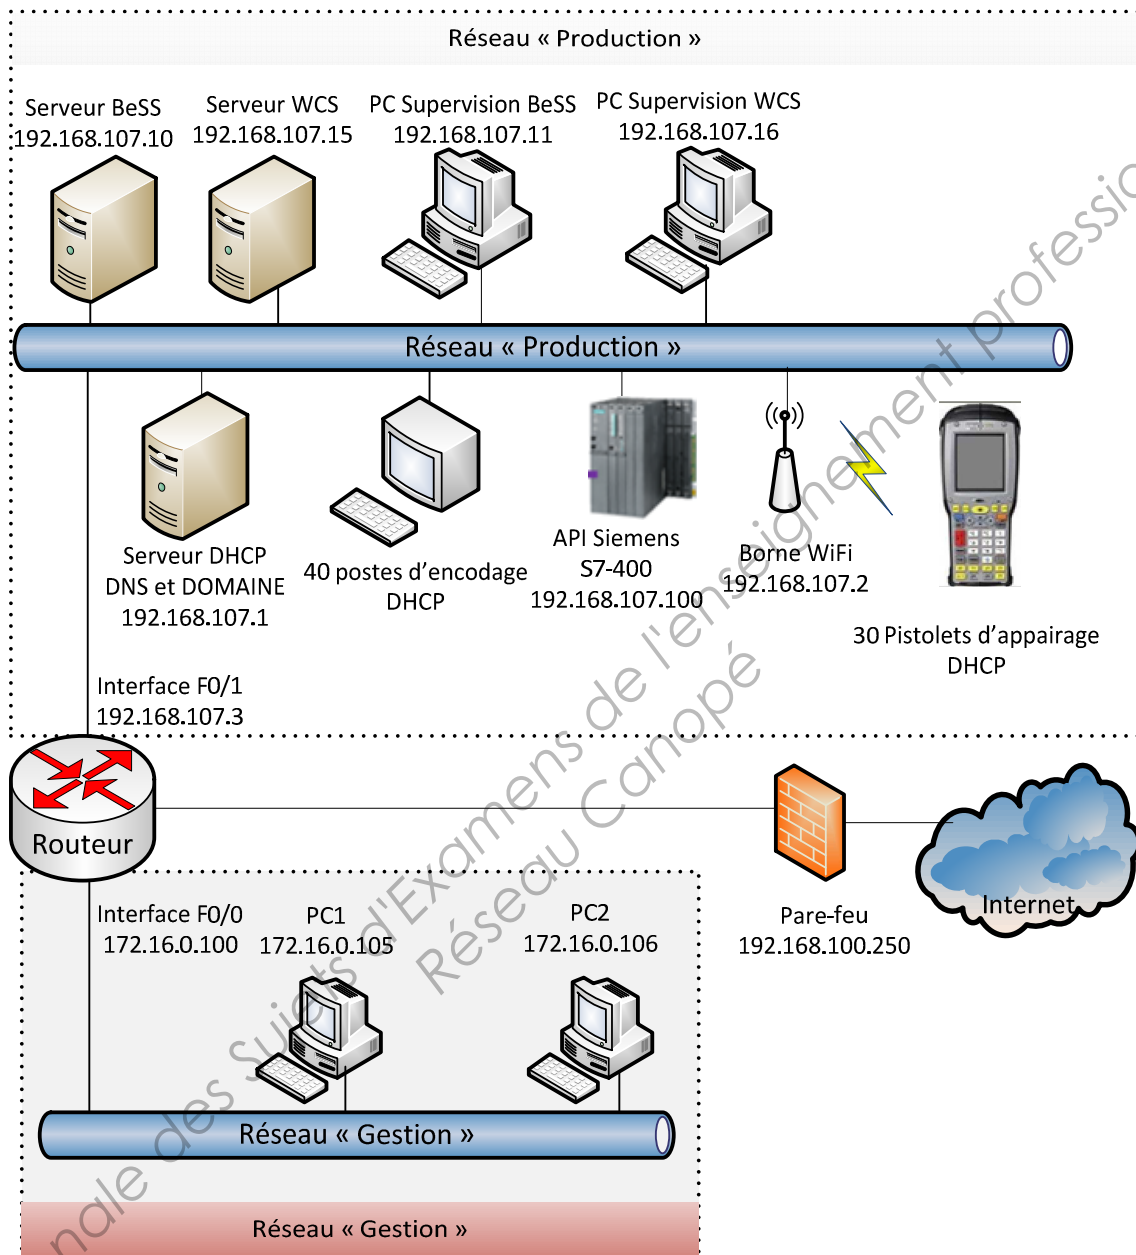 Réseau « Production »
Serveur BeSS
192.168.107.10
Serveur WCS
192.168.107.15
PC Supervision BeSS
192.168.107.11
PC Supervision WCS
192.168.107.16
Réseau « Production »
Serveur DHCP
DNS et DOMAINE
192.168.107.1
40 postes d'encodage
DHCP
API Siemens
S7-400
192.168.107.100
Borne WiFi
192.168.107.2
30 Pistolets d'appairage
DHCP
Interface F0/1
192.168.107.3
Routeur
Interface F0/0
172.16.0.100
PC1
172.16.0.105
PC2
172.16.0.106
Pare-feu
192.168.100.250
Internet
Réseau « Gestion »
Réseau « Gestion »
nale des Sujets d'Examens de l'enseignement profession
Réseau Canopé